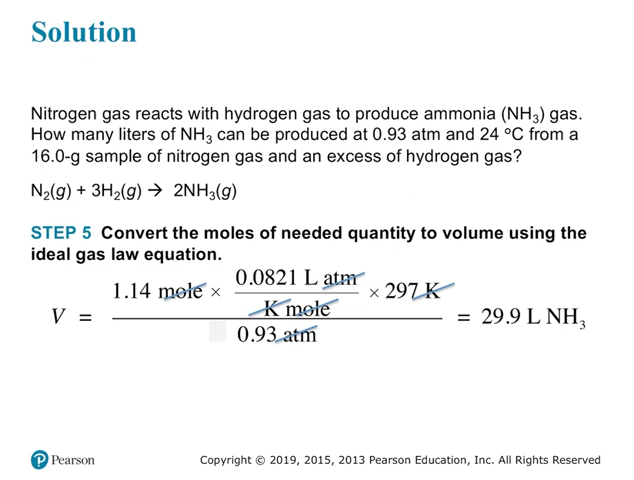 Solution
Nitrogen gas reacts with hydrogen gas to produce ammonia (NH₃) gas.
How many liters of NH₃ can be produced at 0.93 atm and 24 °C from a
16.0-g sample of nitrogen gas and an excess of hydrogen gas?
N₂(g) + 3H₂(g) → 2NH₃(g)
STEP 5 Convert the moles of needed quantity to volume using the
ideal gas law equation.
0.0821 L atm
1.14 mole × × 297 K
K mole
V = = 29.9 L NH₃
0.93 atm
Pearson Copyright © 2019, 2015, 2013 Pearson Education, Inc. All Rights Reserved